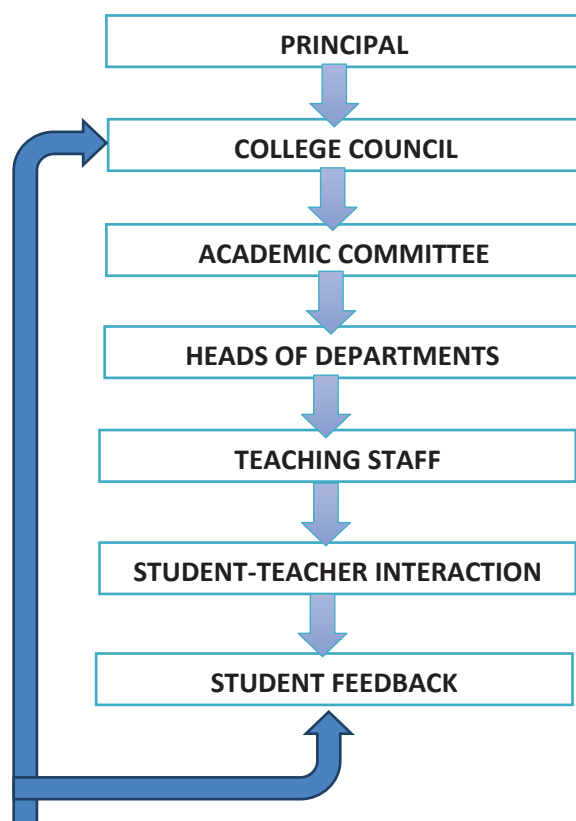 PRINCIPAL
COLLEGE COUNCIL
ACADEMIC COMMITTEE
HEADS OF DEPARTMENTS
TEACHING STAFF
STUDENT-TEACHER INTERACTION
STUDENT FEEDBACK